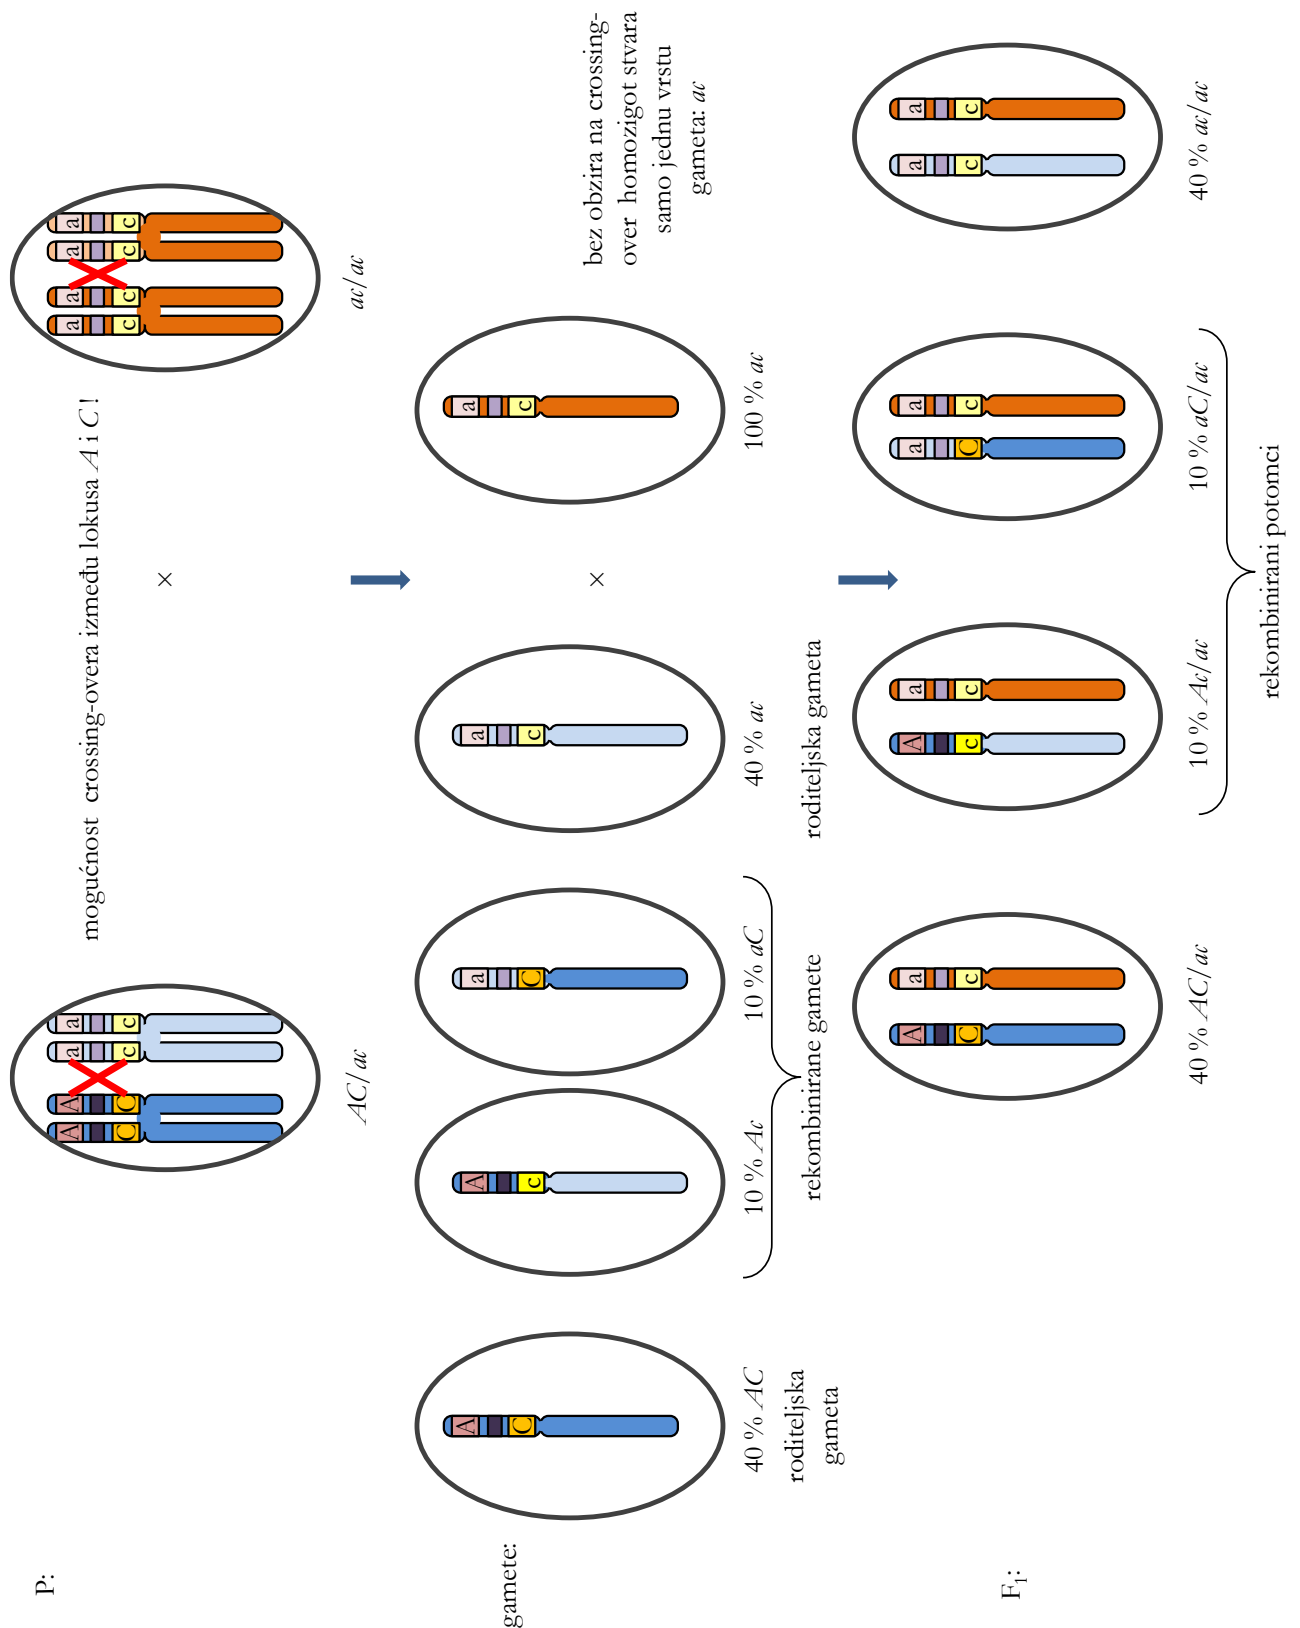 P:
mogućnost crossing-overa između lokusa A i C!
A A a a
C C c c
×
a a a a
c c c c
AC/ac
ac/ac
gamete:
A
C
A
c
a
C
a
c
×
a
c
bez obzira na crossing-
over homozigot stvara
samo jednu vrstu
gameta: ac
40 % AC
roditeljska
gameta
10 % Ac
10 % aC
rekombinirane gamete
40 % ac
roditeljska gameta
100 % ac
F1:
A a
C c
A a
c c
a a
C c
a a
c c
40 % AC/ac
10 % Ac/ac
10 % aC/ac
40 % ac/ac
rekombinirani potomci